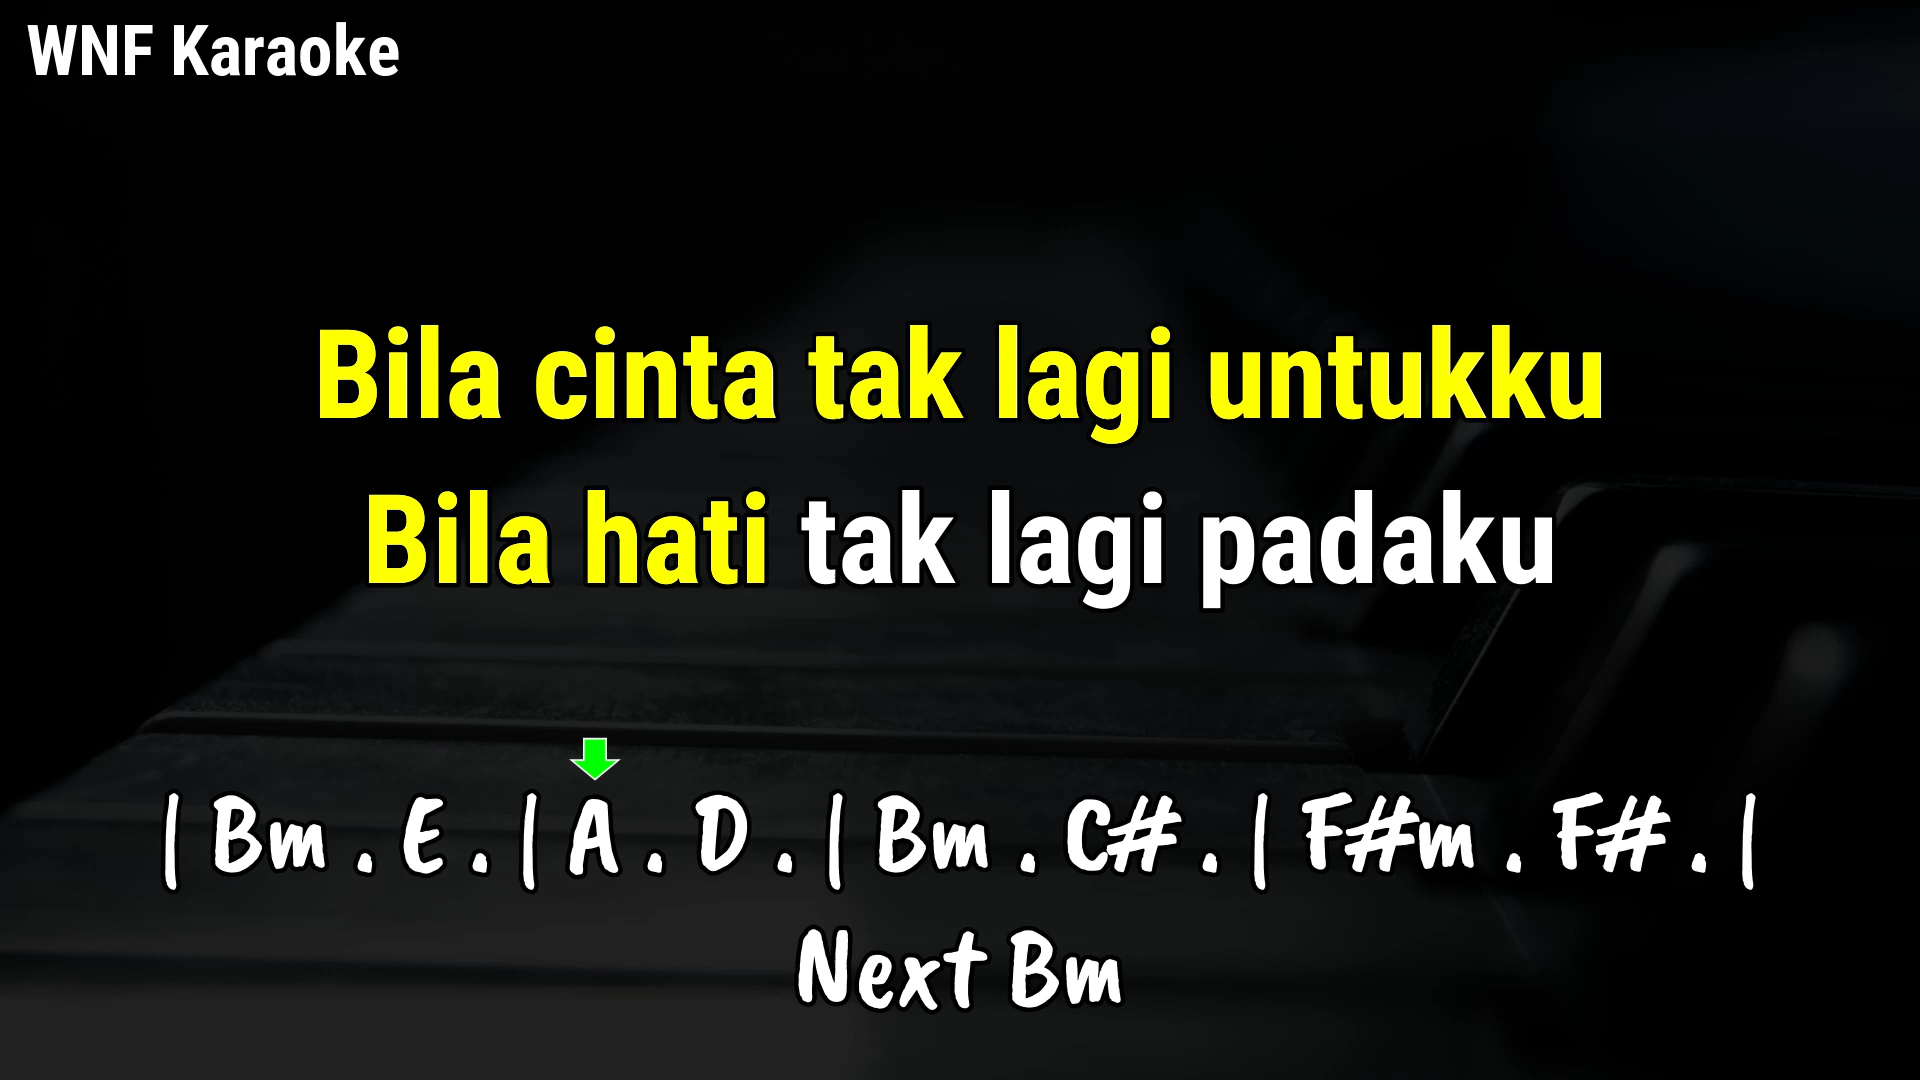 WNF Karaoke
Bila cinta tak lagi untukku
Bila hati tak lagi padaku
| Bm . E . | A . D . | Bm . C# . | F#m . F# . |
Next Bm